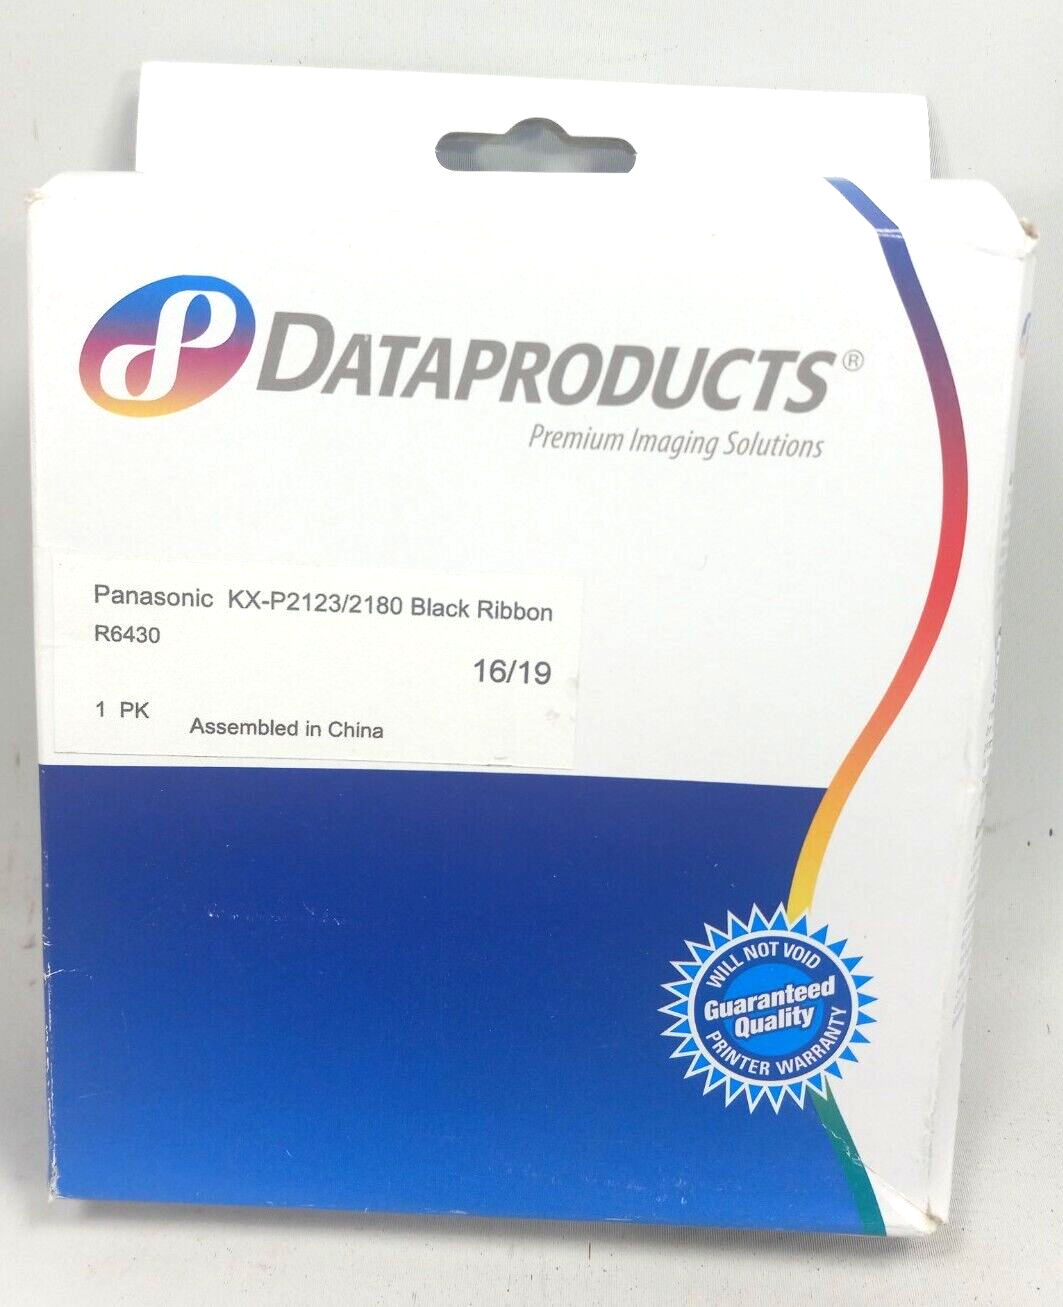 DATAPRODUCTS®
Premium Imaging Solutions
Panasonic KX-P2123/2180 Black Ribbon
R6430
16/19
1 PK
Assembled in China
WILL NOT VOID
Guaranteed
Quality
PRINTER WARRANTY